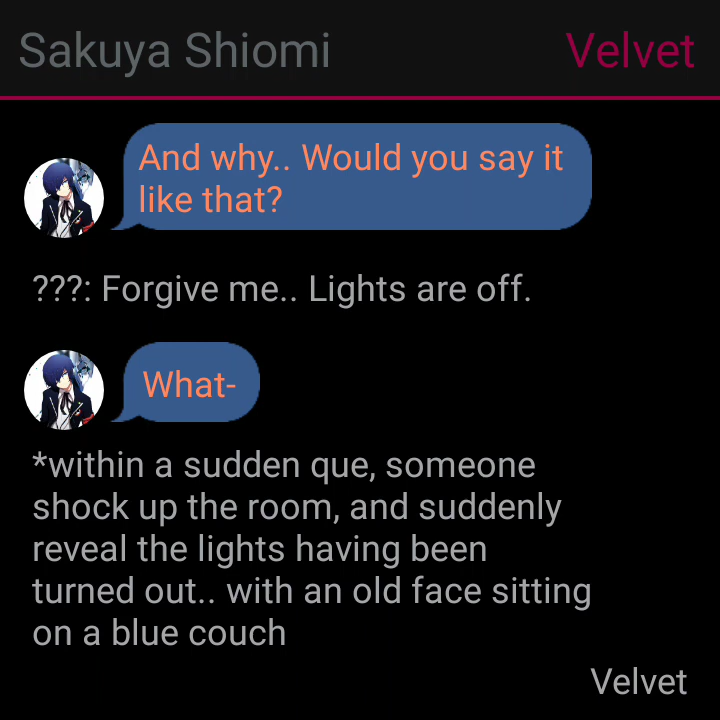 Sakuya Shiomi
Velvet
And why.. Would you say it
like that?
???: Forgive me.. Lights are off.
What-
*within a sudden que, someone
shock up the room, and suddenly
reveal the lights having been
turned out.. with an old face sitting
on a blue couch
Velvet